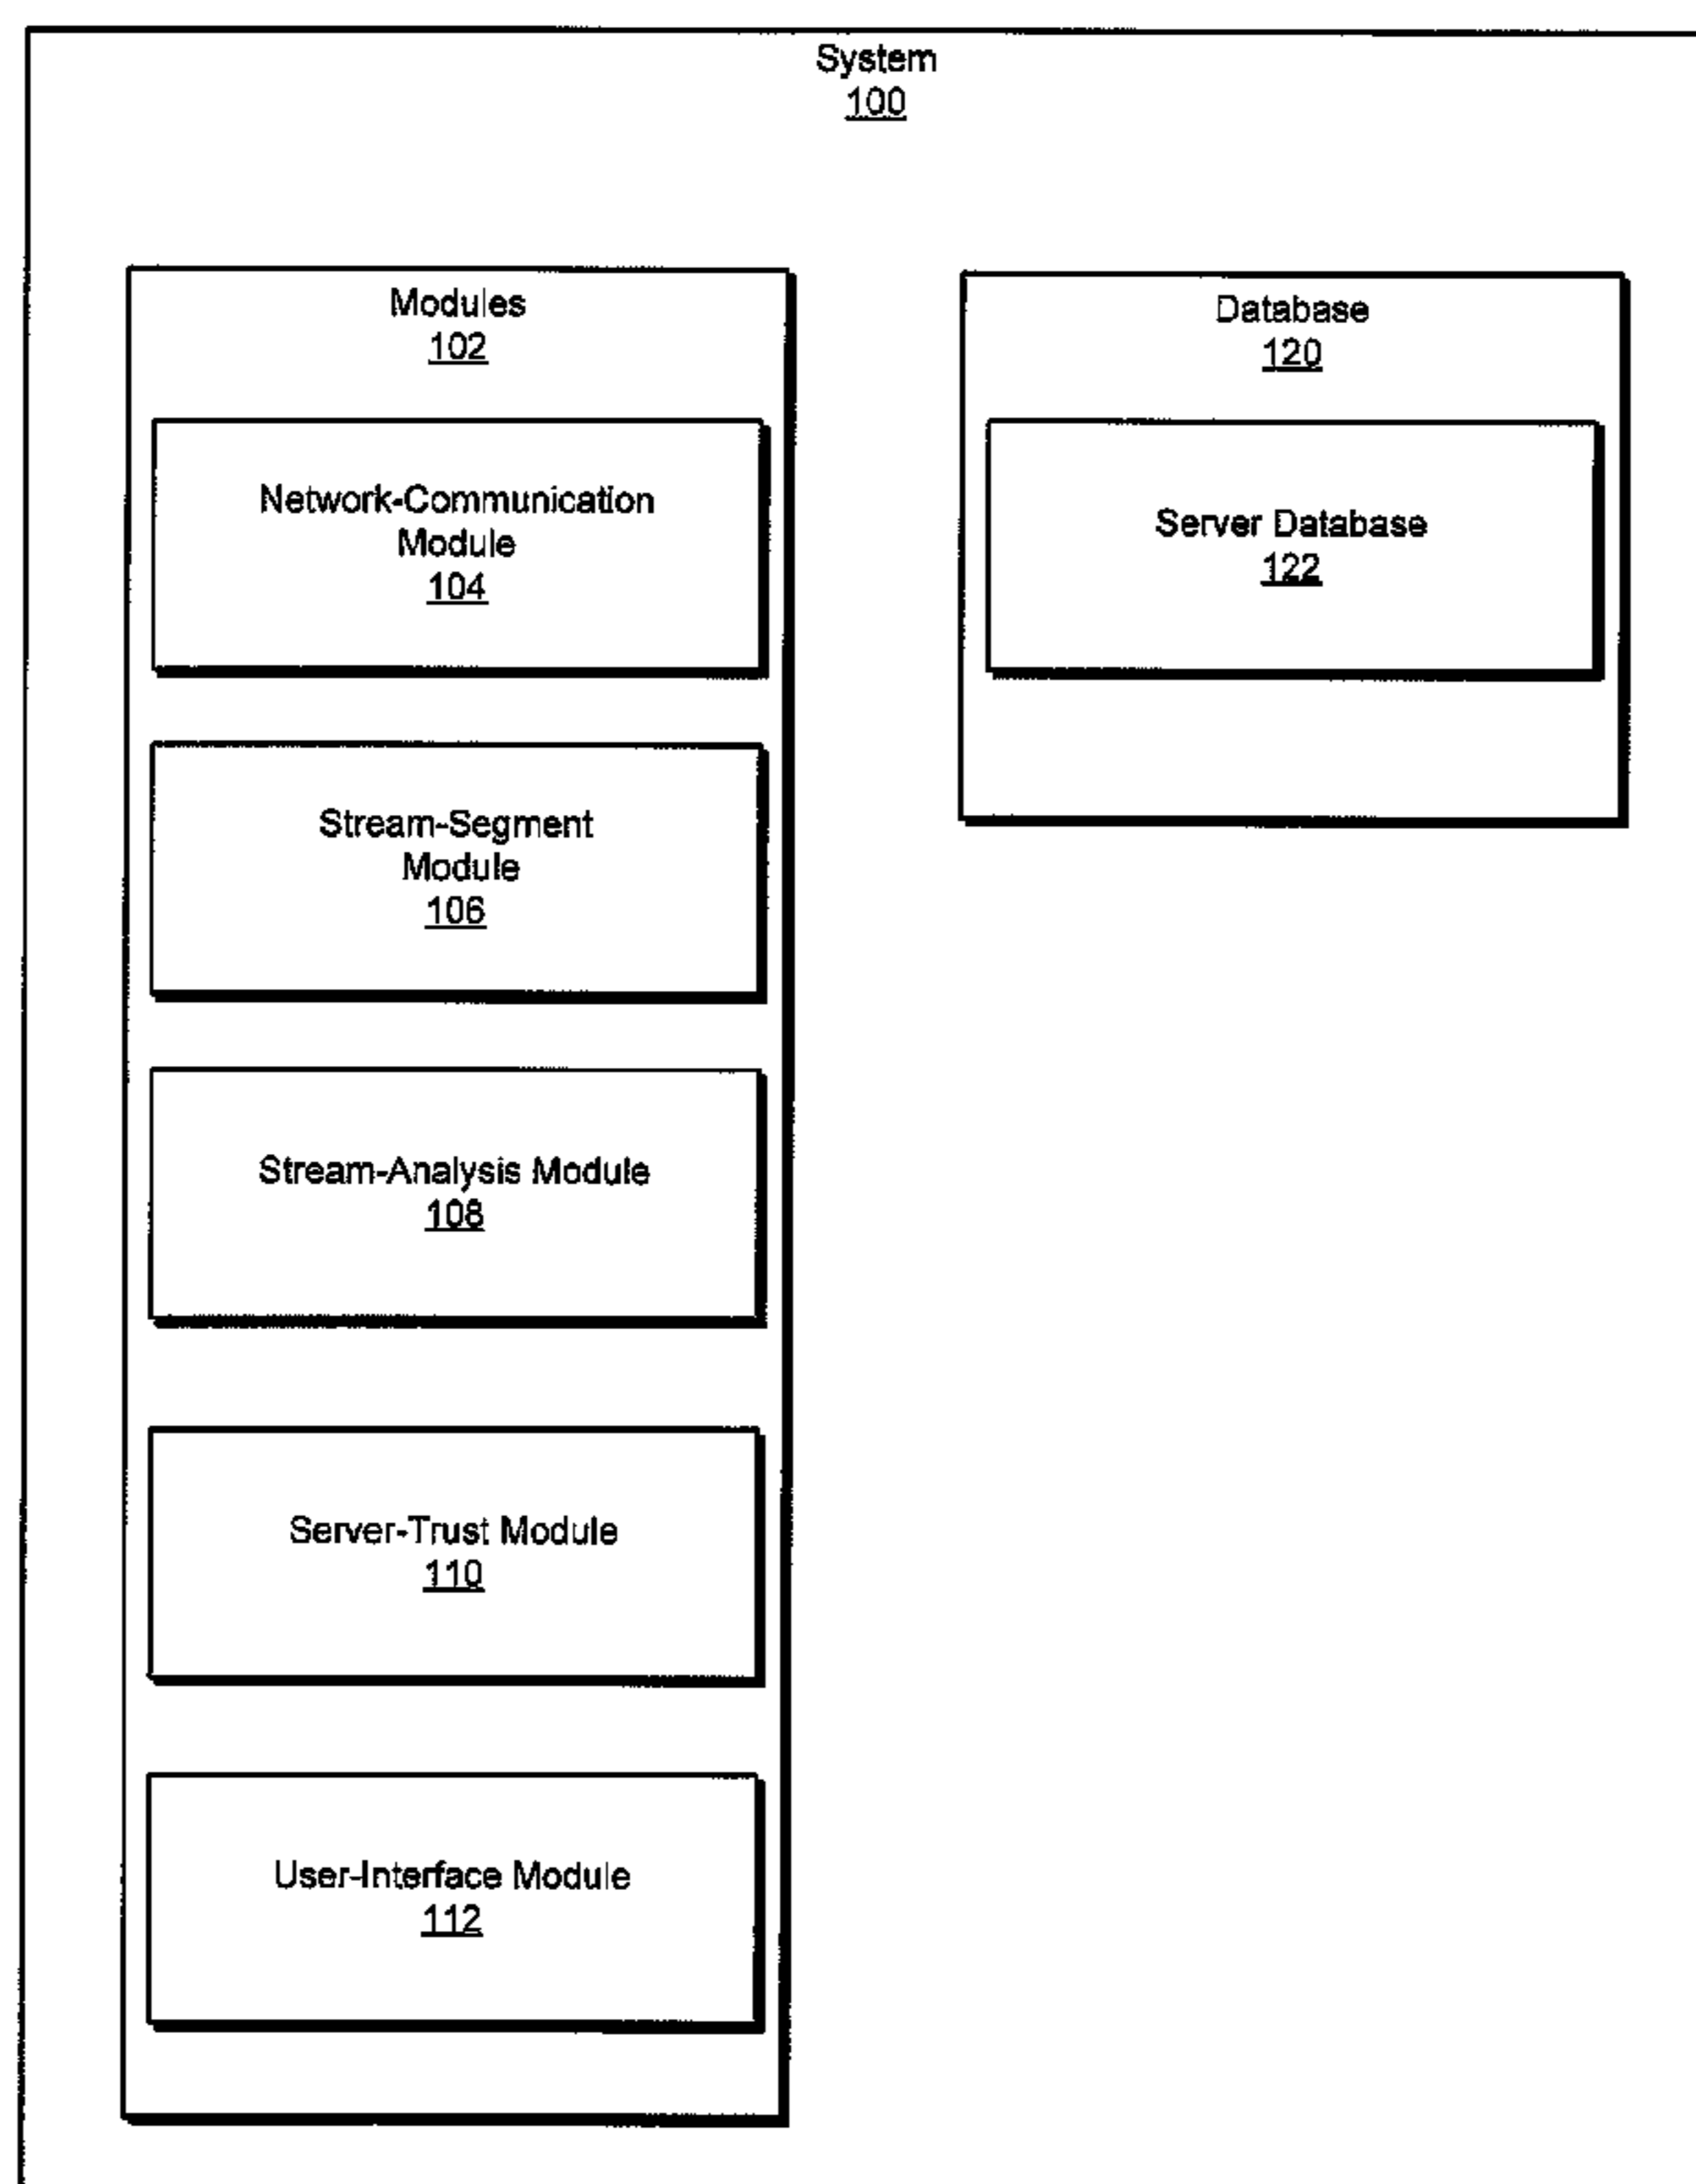 System
100
Modules
102
Network-Communication
Module
104
Stream-Segment
Module
106
Stream-Analysis Module
108
Server-Trust Module
110
User-Interface Module
112
Database
120
Server Database
122